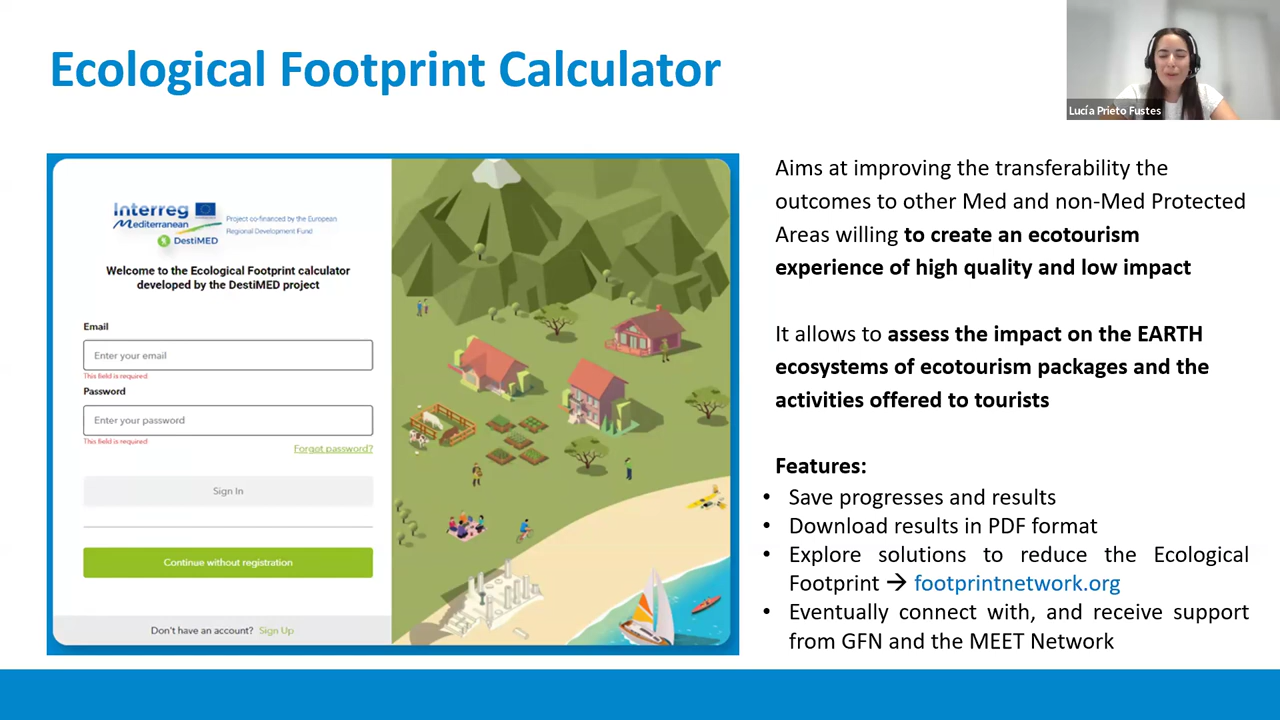 Ecological Footprint Calculator
Lucía Prieto Fustes
Interreg
Mediterranean
DestiMED
Project co-financed by the European
Regional Development Fund
Welcome to the Ecological Footprint calculator
developed by the DestiMED project
Email
Enter your email
This field is required
Password
Enter your password
This field is required
Forgot password?
Sign In
Continue without registration
Don't have an account? Sign Up
Aims at improving the transferability the
outcomes to other Med and non-Med Protected
Areas willing to create an ecotourism
experience of high quality and low impact
It allows to assess the impact on the EARTH
ecosystems of ecotourism packages and the
activities offered to tourists
Features:
• Save progresses and results
• Download results in PDF format
• Explore solutions to reduce the Ecological
Footprint → footprintnetwork.org
• Eventually connect with, and receive support
from GFN and the MEET Network